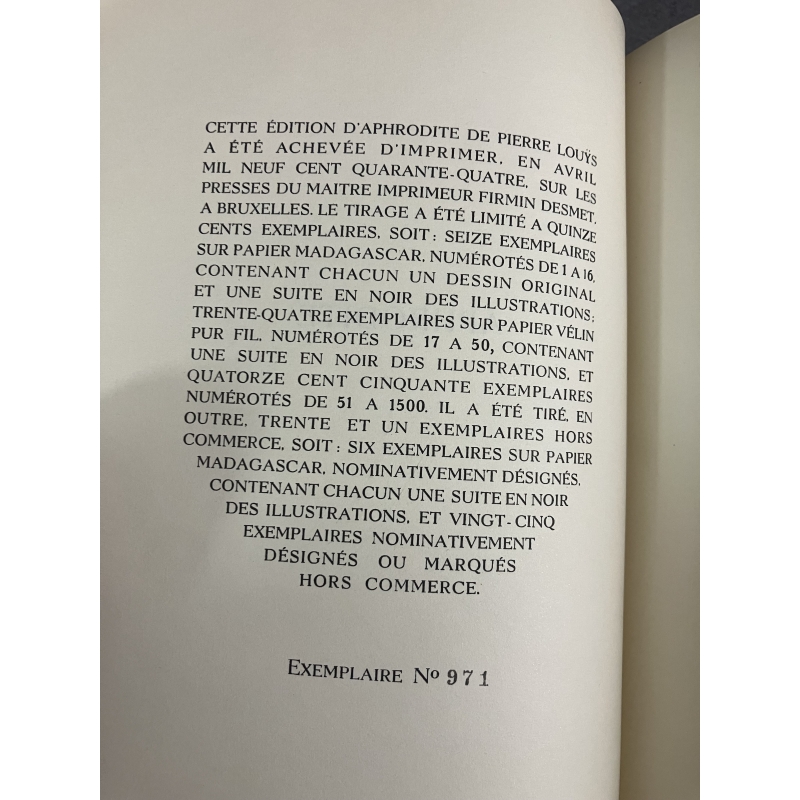 CETTE ÉDITION D'APHRODITE DE PIERRE LOUŸS
A ÉTÉ ACHEVÉE D'IMPRIMER, EN AVRIL
MIL NEUF CENT QUARANTE-QUATRE, SUR LES
PRESSES DU MAITRE IMPRIMEUR FIRMIN DESMET,
A BRUXELLES. LE TIRAGE A ÉTÉ LIMITÉ A QUINZE
CENTS EXEMPLAIRES, SOIT : SEIZE EXEMPLAIRES
SUR PAPIER MADAGASCAR, NUMÉROTÉS DE 1 A 16,
CONTENANT CHACUN UN DESSIN ORIGINAL
ET UNE SUITE EN NOIR DES ILLUSTRATIONS;
TRENTE-QUATRE EXEMPLAIRES SUR PAPIER VÉLIN
PUR FIL, NUMÉROTÉS DE 17 A 50, CONTENANT
UNE SUITE EN NOIR DES ILLUSTRATIONS, ET
QUATORZE CENT CINQUANTE EXEMPLAIRES
NUMÉROTÉS DE 51 A 1500. IL A ÉTÉ TIRÉ, EN
OUTRE, TRENTE ET UN EXEMPLAIRES HORS
COMMERCE, SOIT : SIX EXEMPLAIRES SUR PAPIER
MADAGASCAR, NOMINATIVEMENT DÉSIGNÉS,
CONTENANT CHACUN UNE SUITE EN NOIR
DES ILLUSTRATIONS, ET VINGT-CINQ
EXEMPLAIRES NOMINATIVEMENT
DÉSIGNÉS OU MARQUÉS
HORS COMMERCE.
EXEMPLAIRE No 971